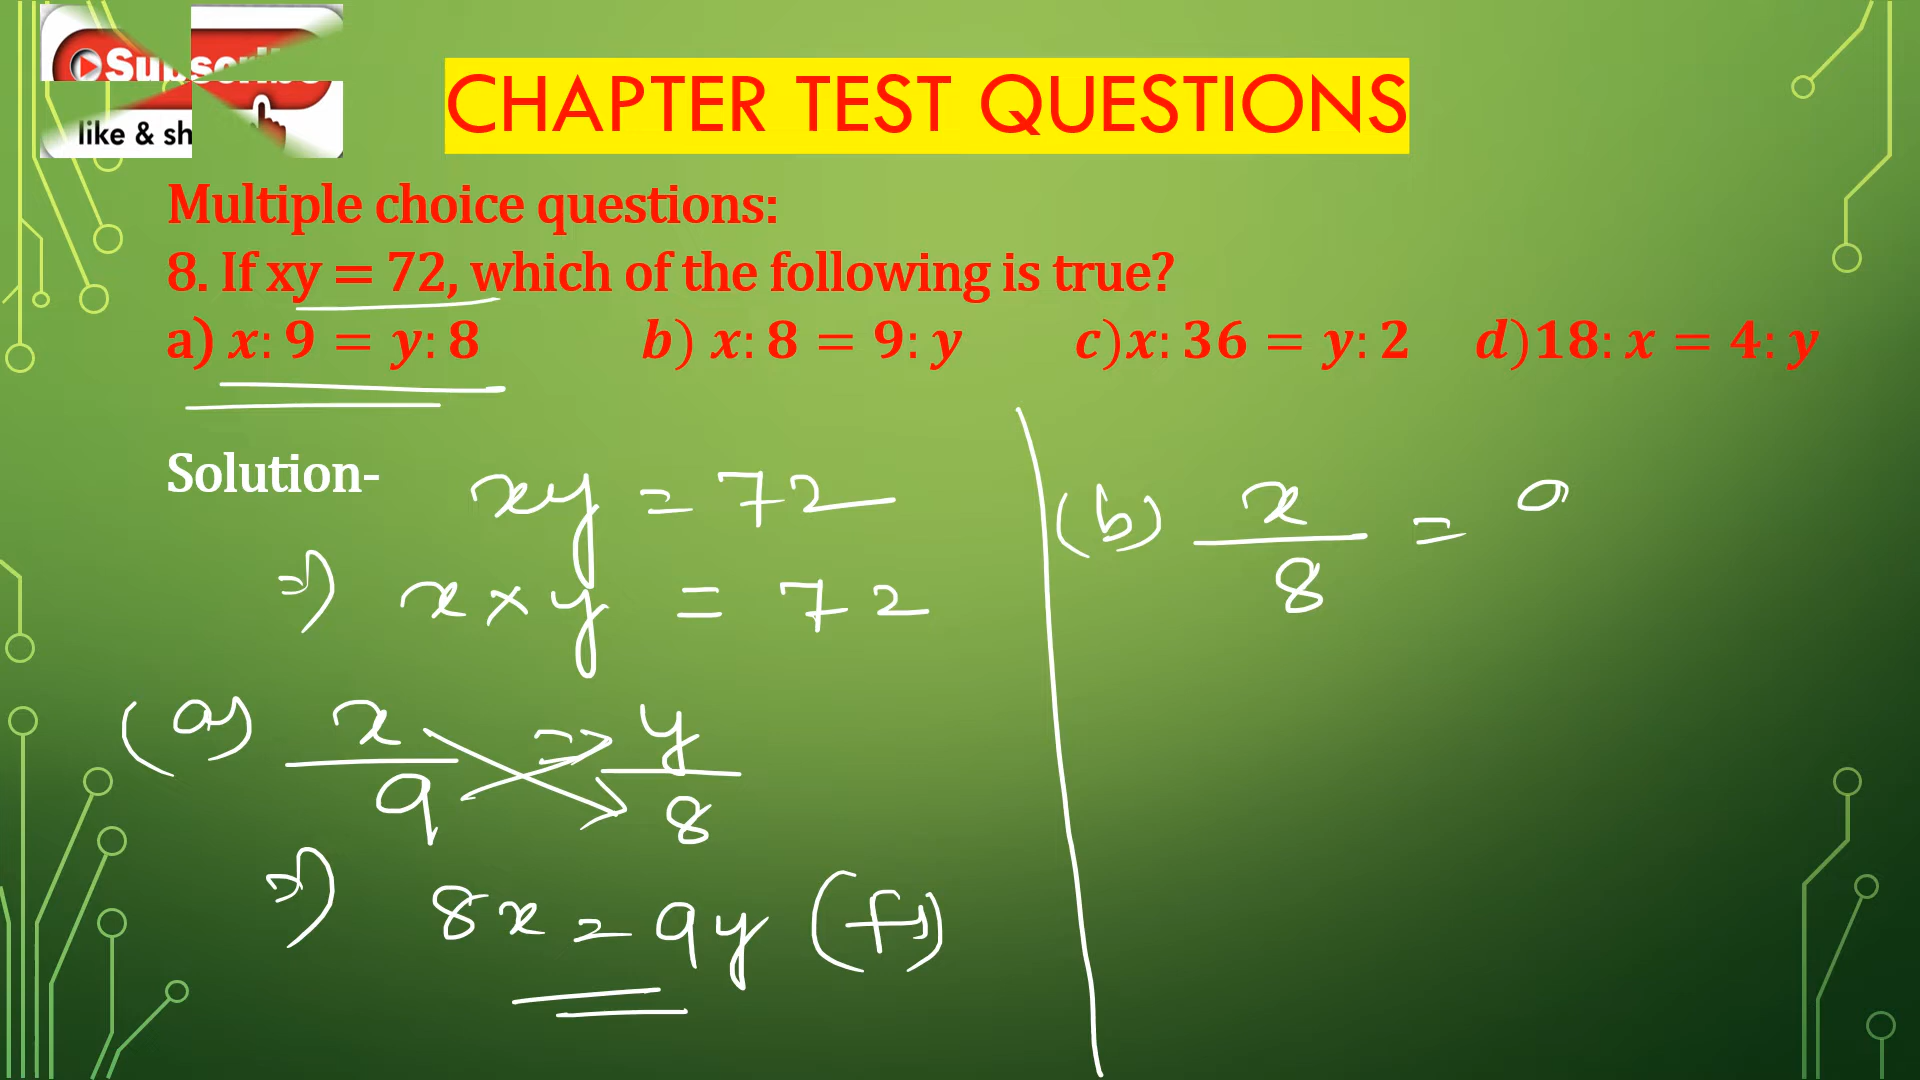 Subscribe
like & sh
CHAPTER TEST QUESTIONS
Multiple choice questions:
8. If xy = 72, which of the following is true?
a) x: 9 = y: 8 b) x: 8 = 9: y c)x: 36 = y: 2 d)18: x = 4: y
Solution-
xy = 72
⇒) x × y = 72
(a) x/9 = y/8
⇒) 8x = 9y (f)
(b) x/8 =